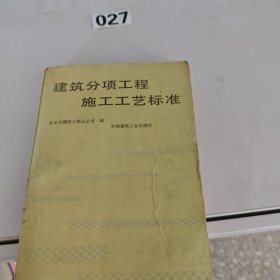 027
建筑分项工程
施工工艺标准
北京市建筑工程总公司 编
中国建筑工业出版社